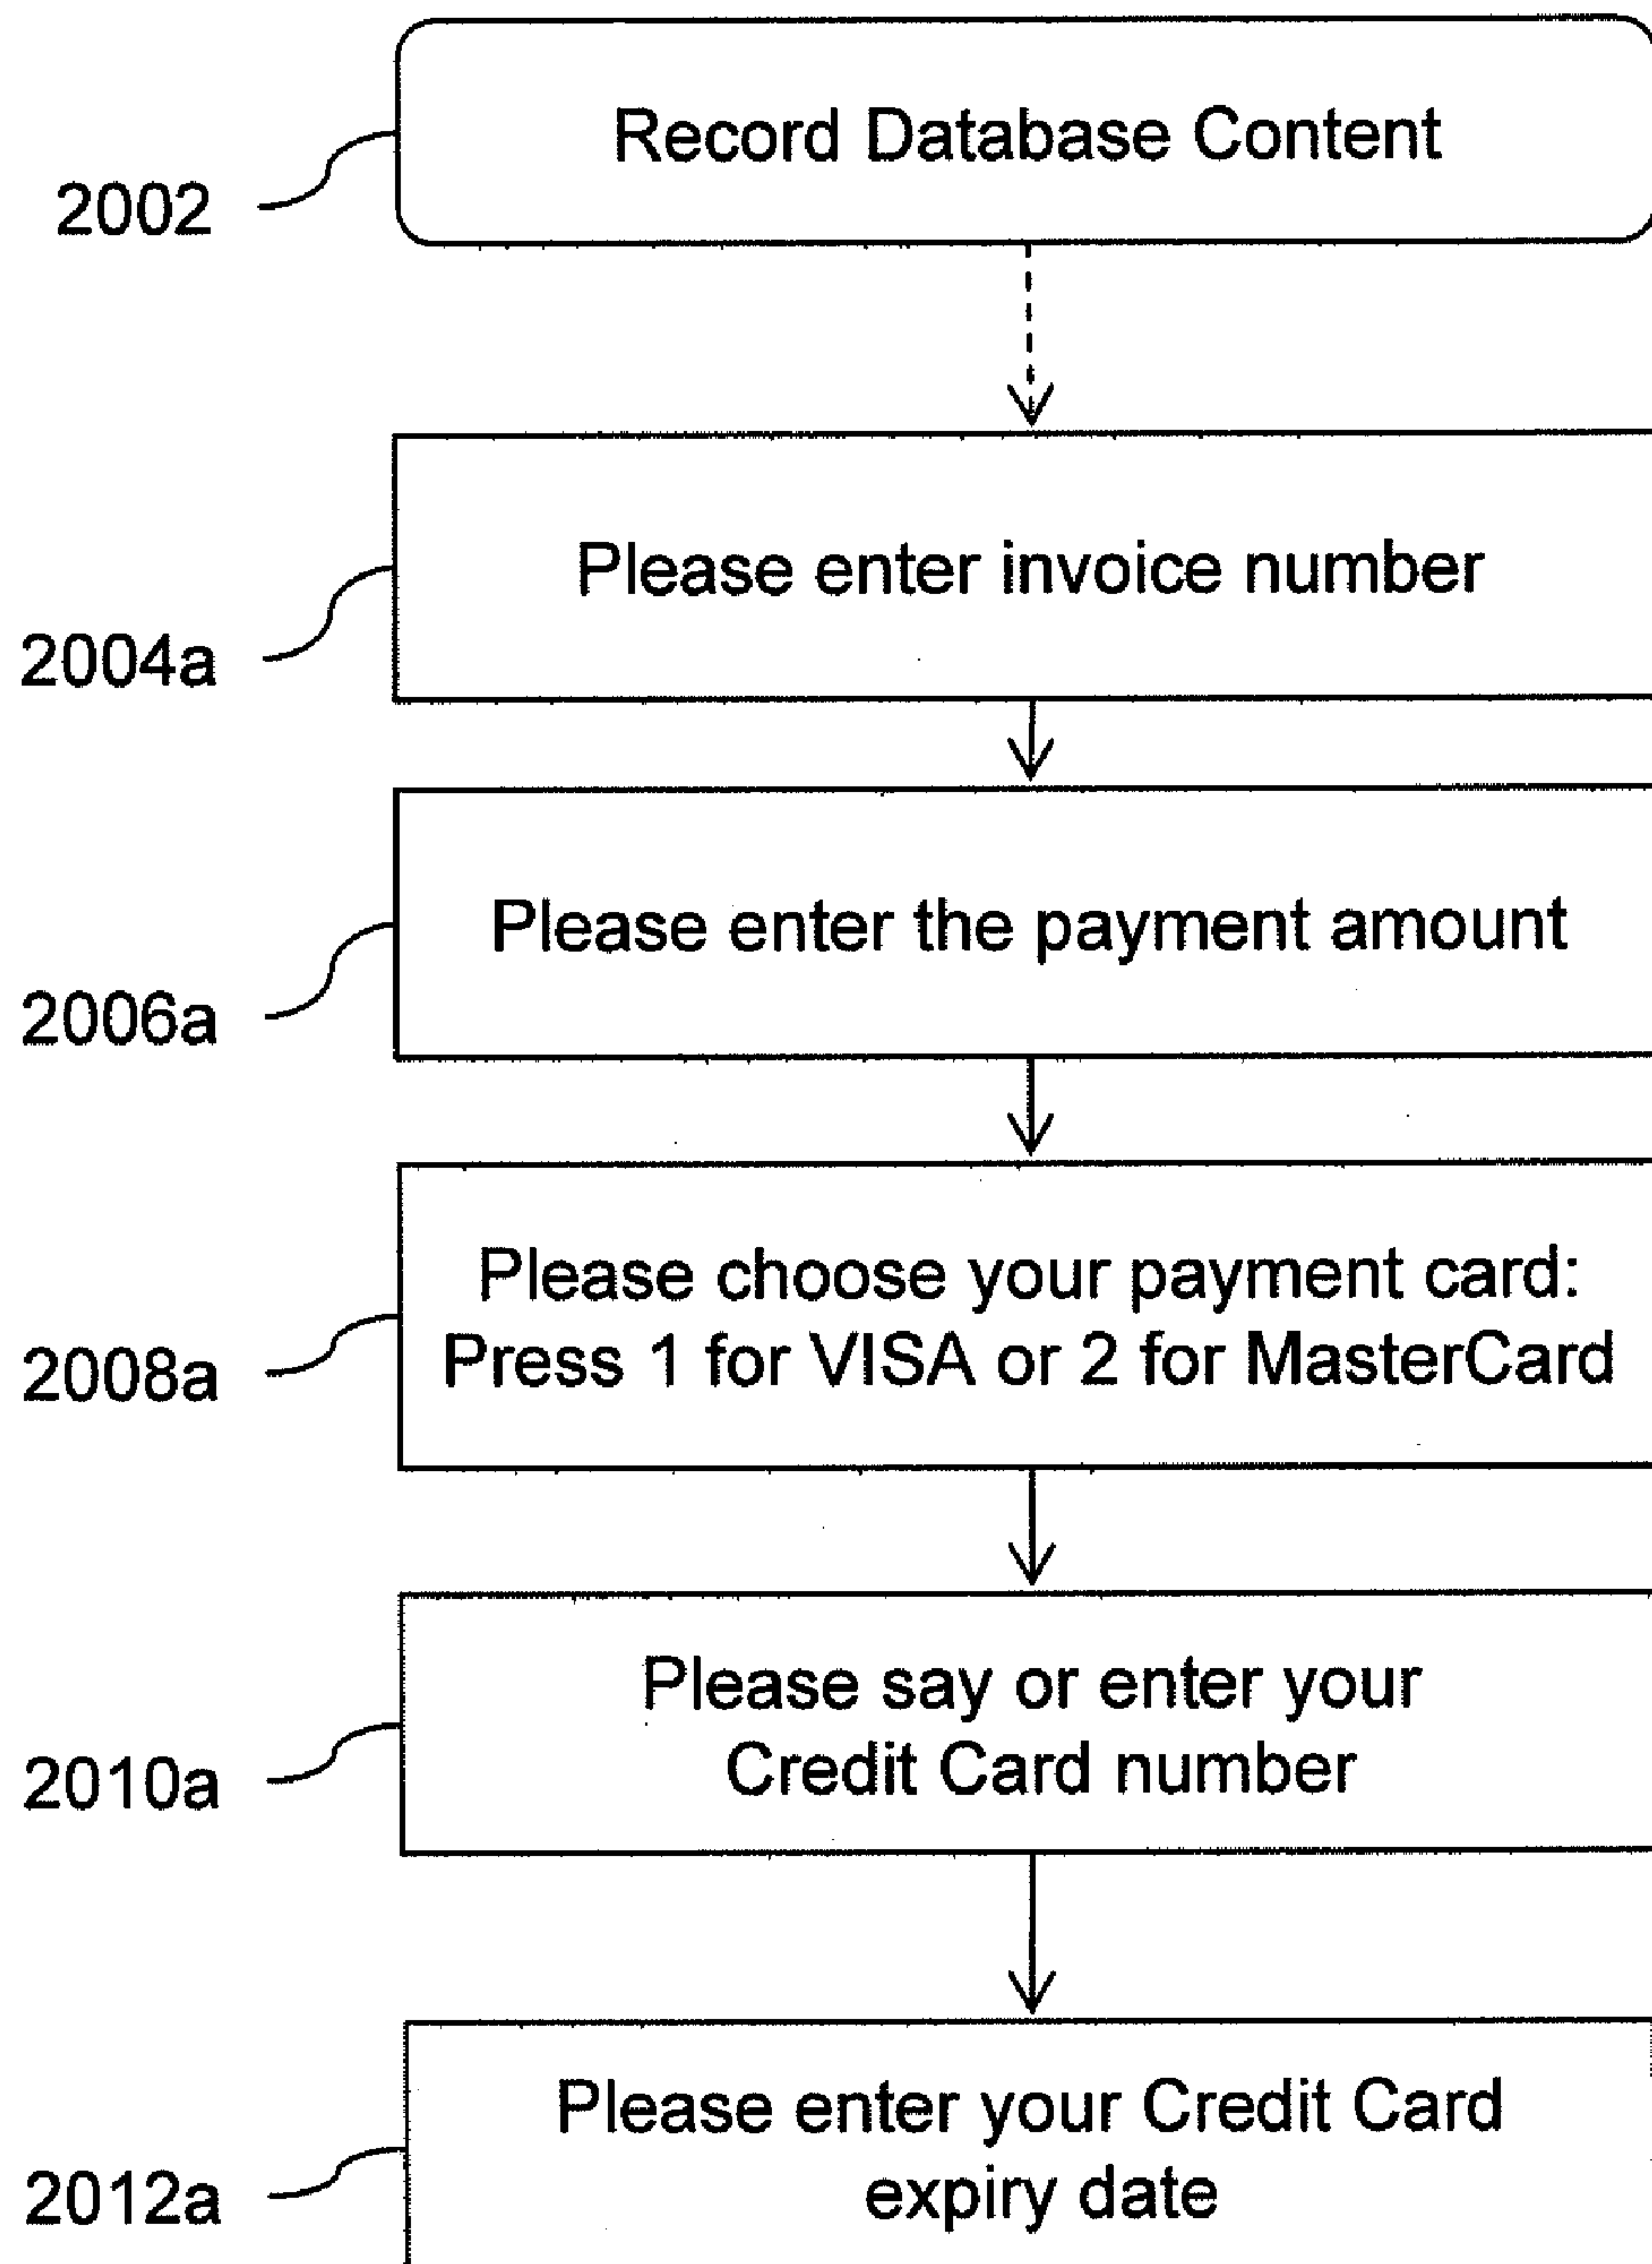 Record Database Content
2002
Please enter invoice number
2004a
Please enter the payment amount
2006a
Please choose your payment card:
Press 1 for VISA or 2 for MasterCard
2008a
Please say or enter your
Credit Card number
2010a
Please enter your Credit Card
expiry date
2012a